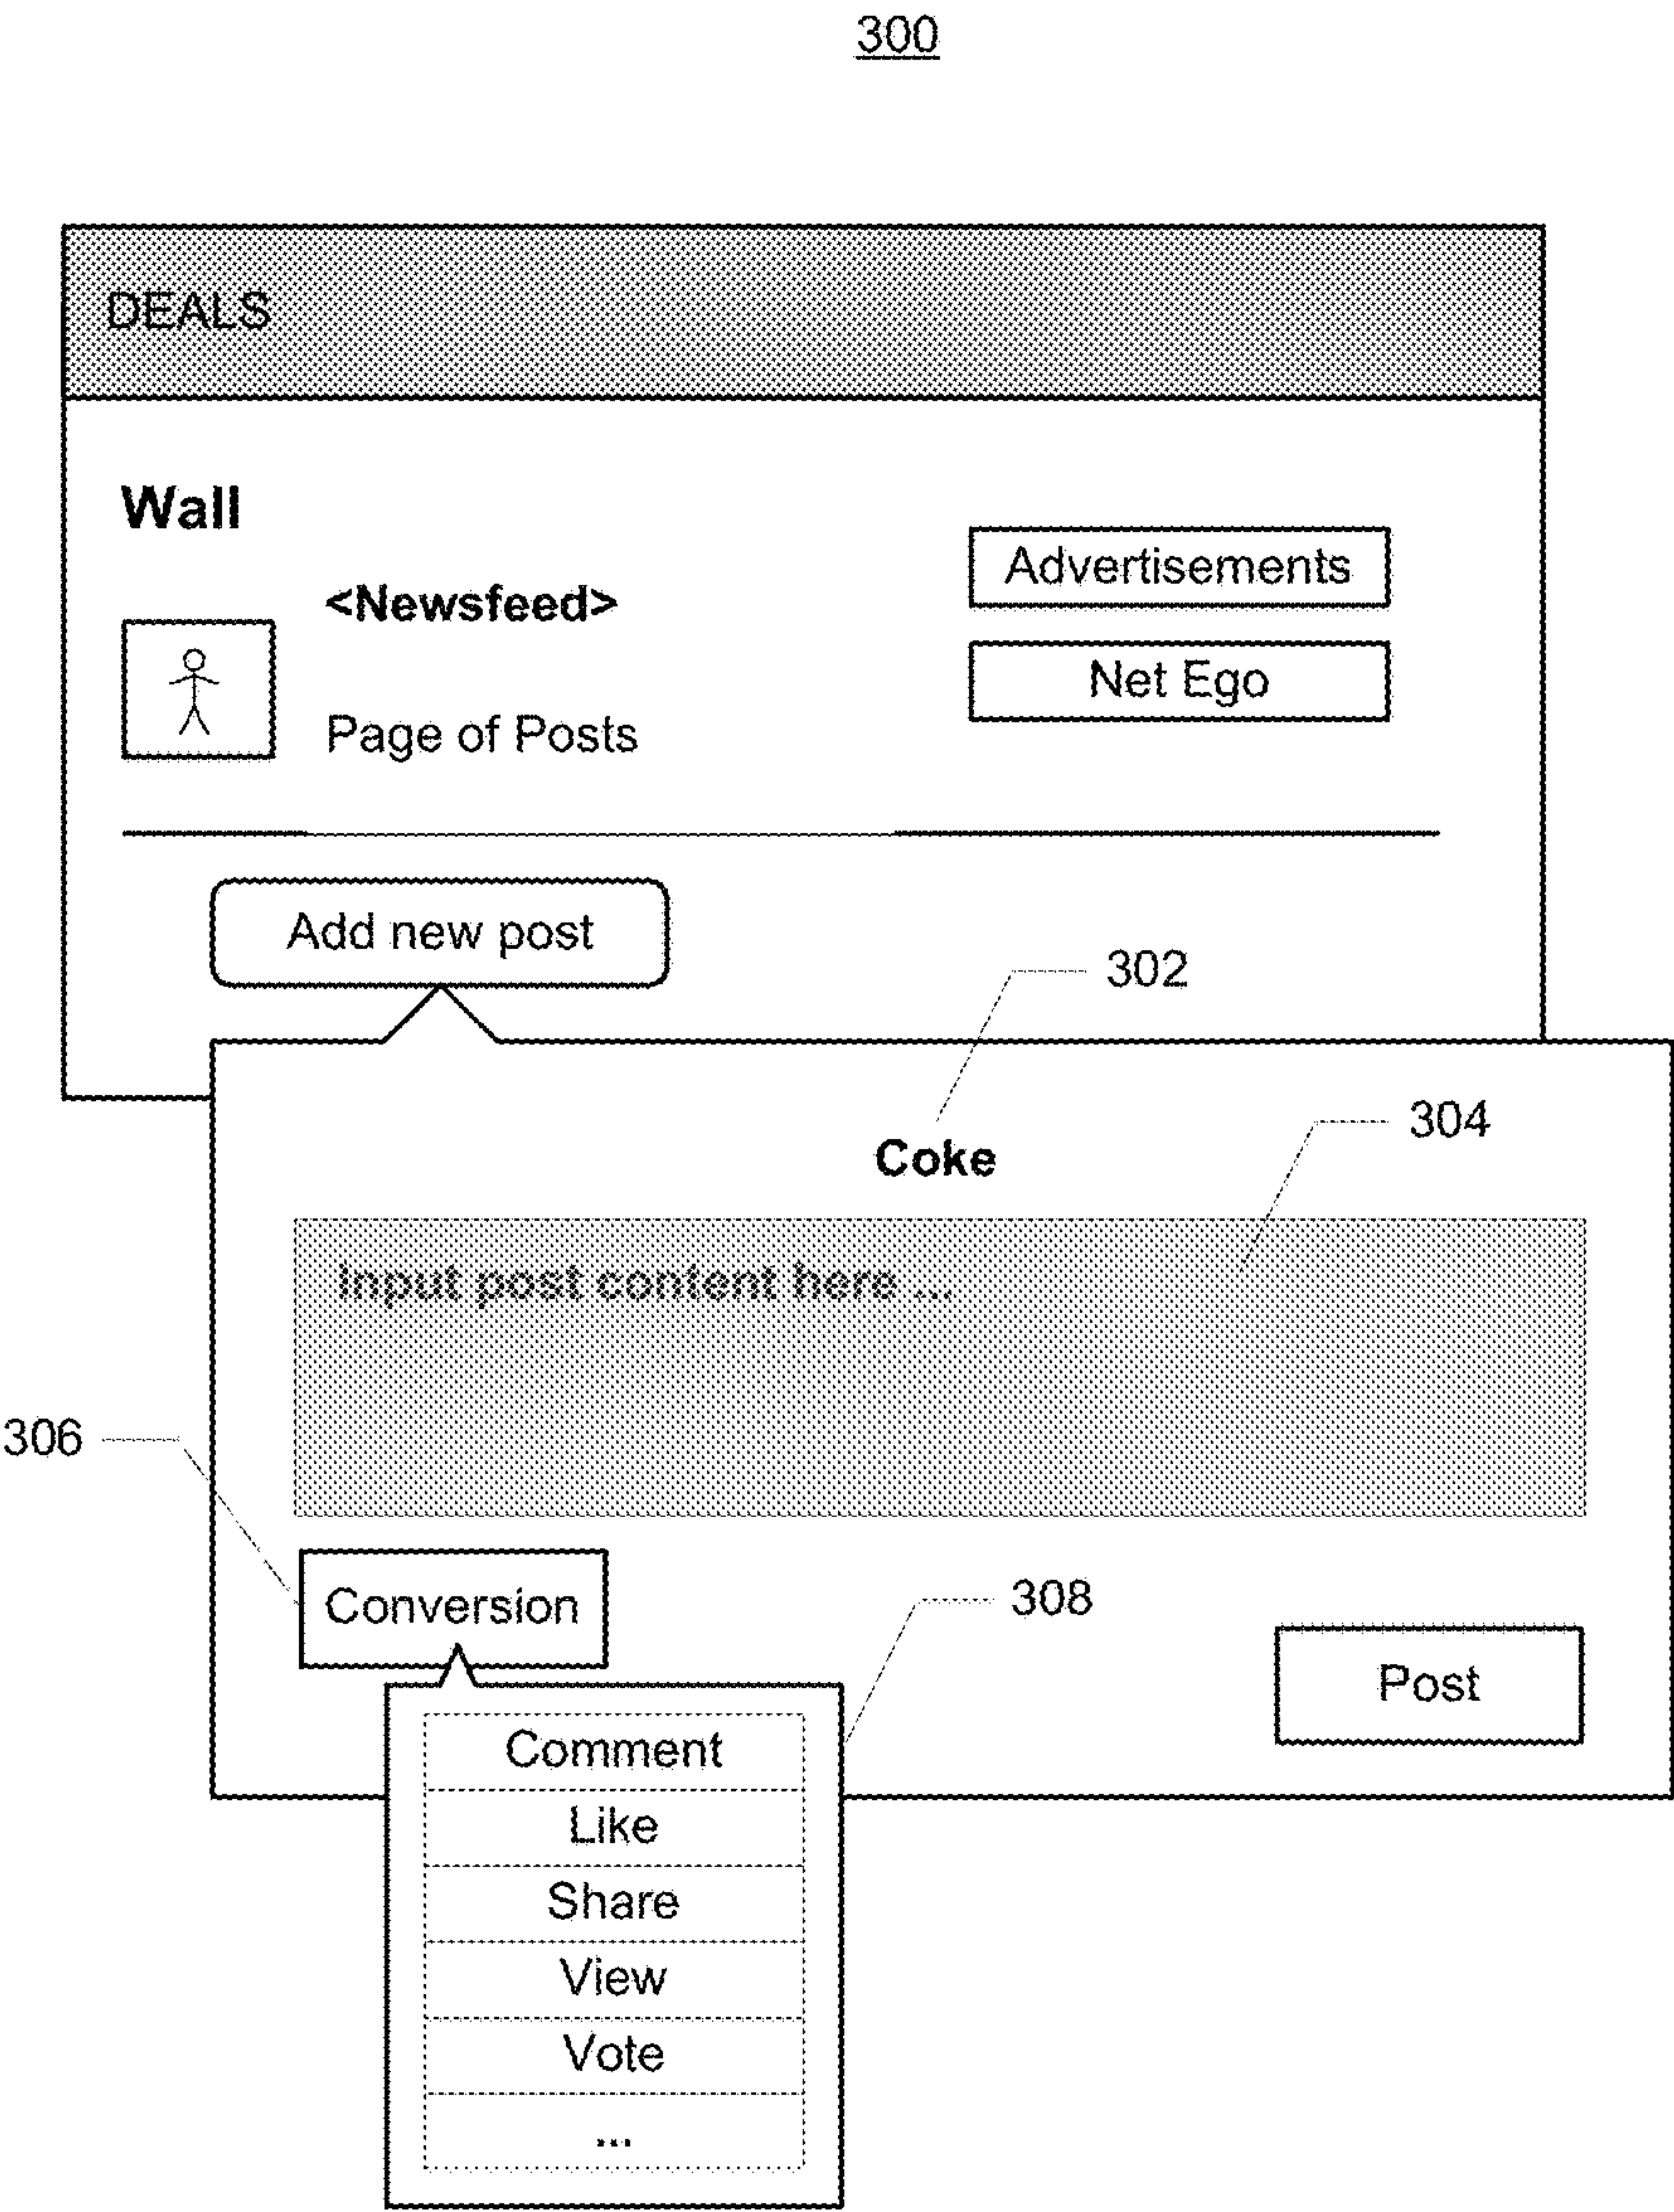 300
DEALS
Wall
<Newsfeed>
Page of Posts
Advertisements
Net Ego
Add new post
302
Coke
304
Input post content here ...
306
Conversion
308
Post
Comment
Like
Share
View
Vote
...